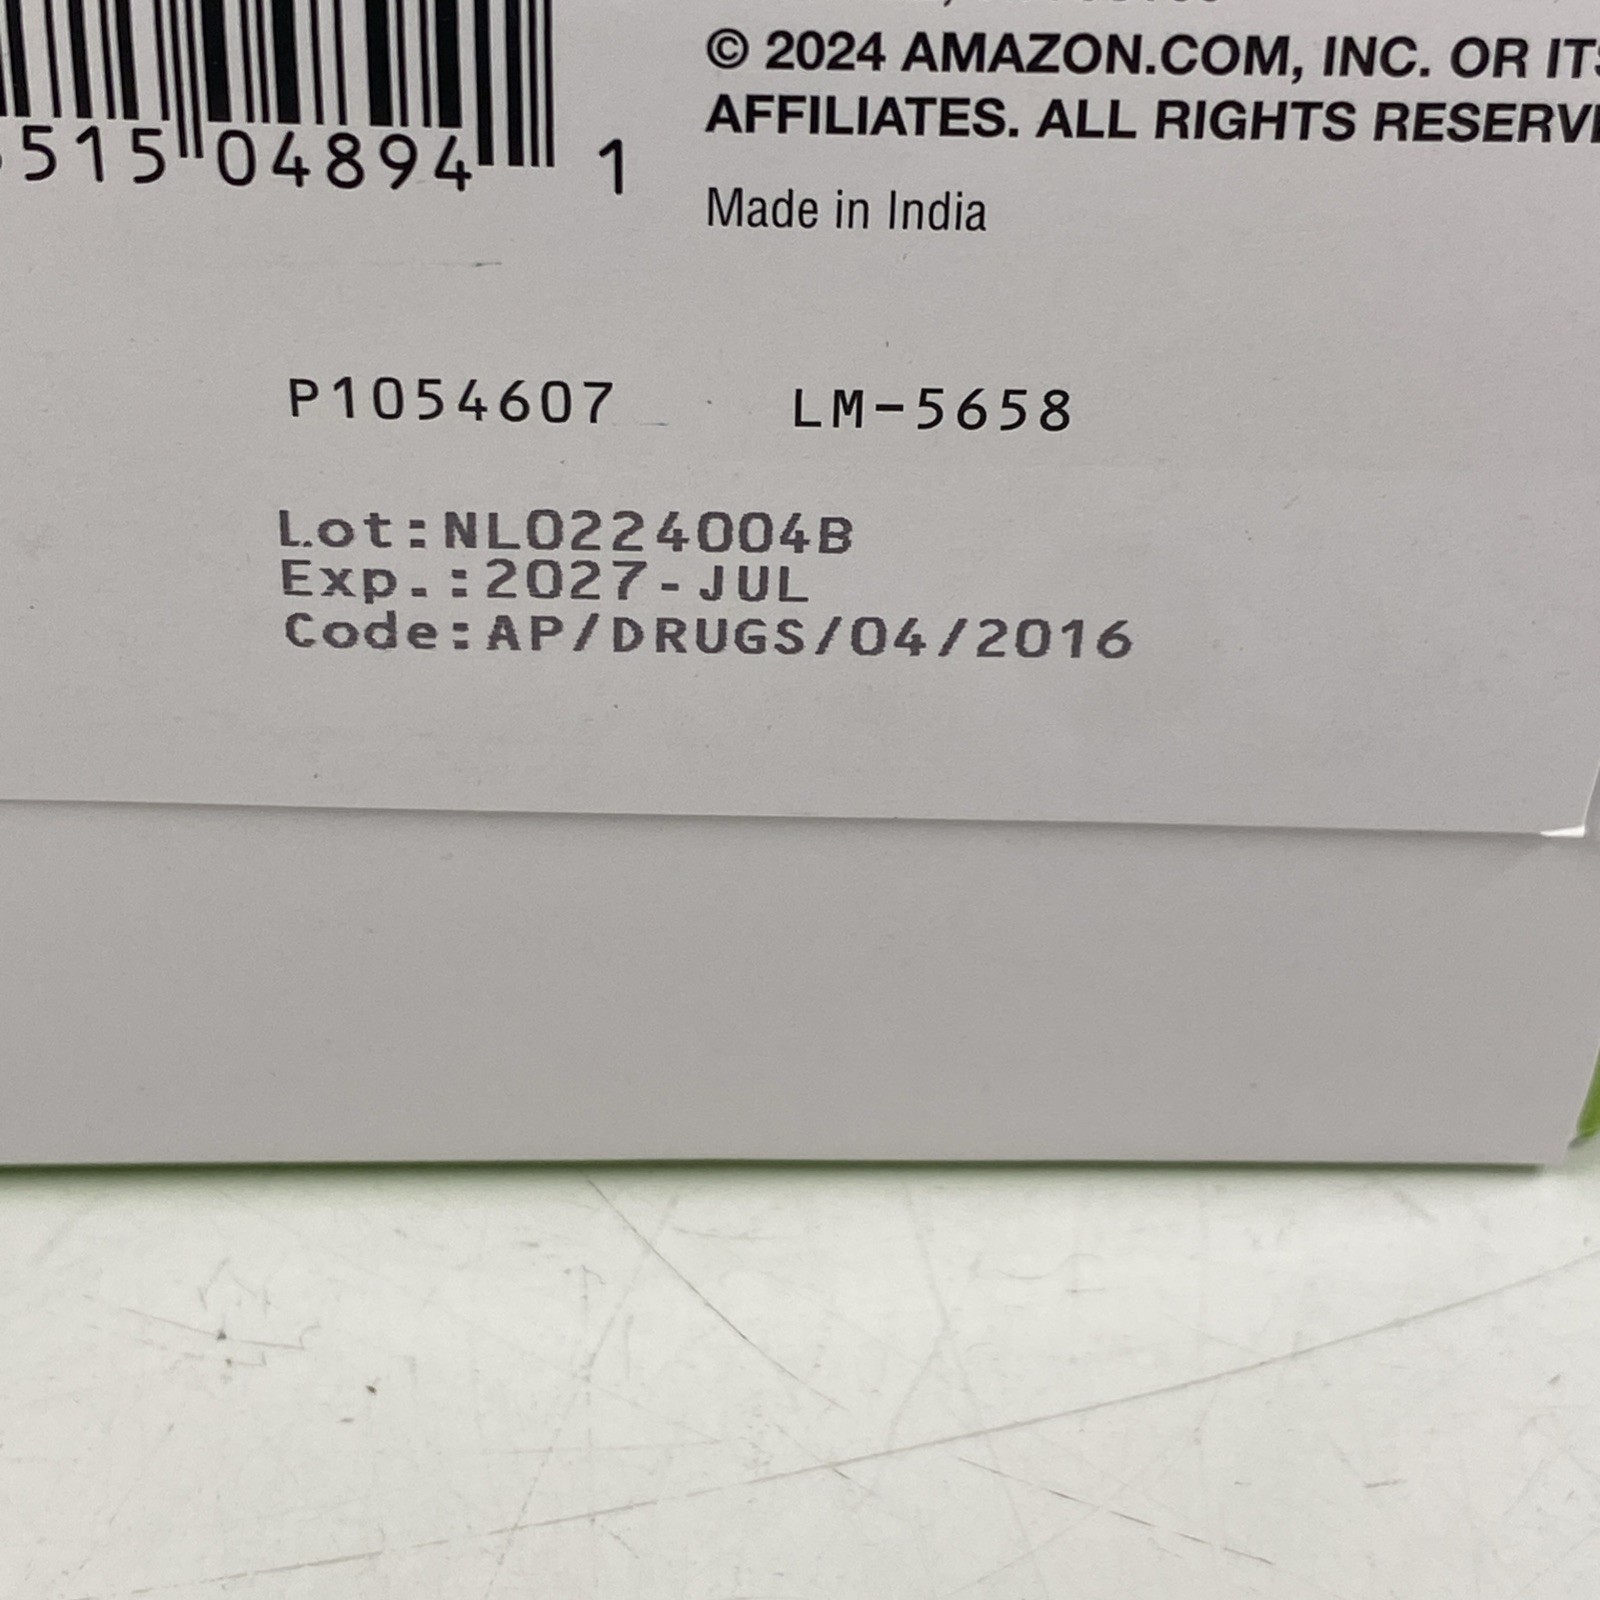 © 2024 AMAZON.COM, INC. OR ITS
AFFILIATES. ALL RIGHTS RESERVE
515 04894 1
Made in India
P1054607 LM-5658
Lot:NL0224004B
Exp.:2027-JUL
Code:AP/DRUGS/04/2016